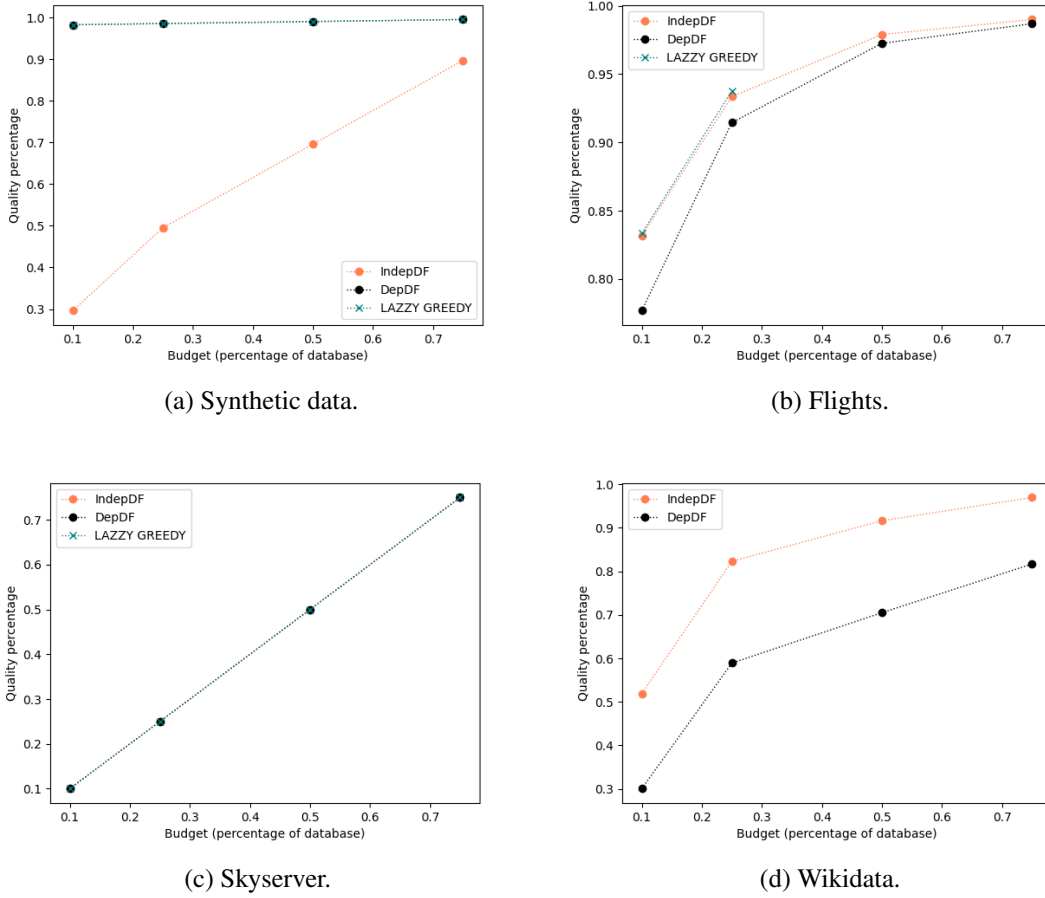 1.0
0.9
0.8
0.7
0.6
0.5
0.4
0.3
Quality percentage
IndepDF
DepDF
LAZZY GREEDY
0.1 0.2 0.3 0.4 0.5 0.6 0.7
Budget (percentage of database)
(a) Synthetic data.
1.00
0.95
0.90
0.85
0.80
Quality percentage
IndepDF
DepDF
LAZZY GREEDY
0.1 0.2 0.3 0.4 0.5 0.6 0.7
Budget (percentage of database)
(b) Flights.
0.7
0.6
0.5
0.4
0.3
0.2
0.1
Quality percentage
IndepDF
DepDF
LAZZY GREEDY
0.1 0.2 0.3 0.4 0.5 0.6 0.7
Budget (percentage of database)
(c) Skyserver.
1.0
0.9
0.8
0.7
0.6
0.5
0.4
0.3
Quality percentage
IndepDF
DepDF
0.1 0.2 0.3 0.4 0.5 0.6 0.7
Budget (percentage of database)
(d) Wikidata.